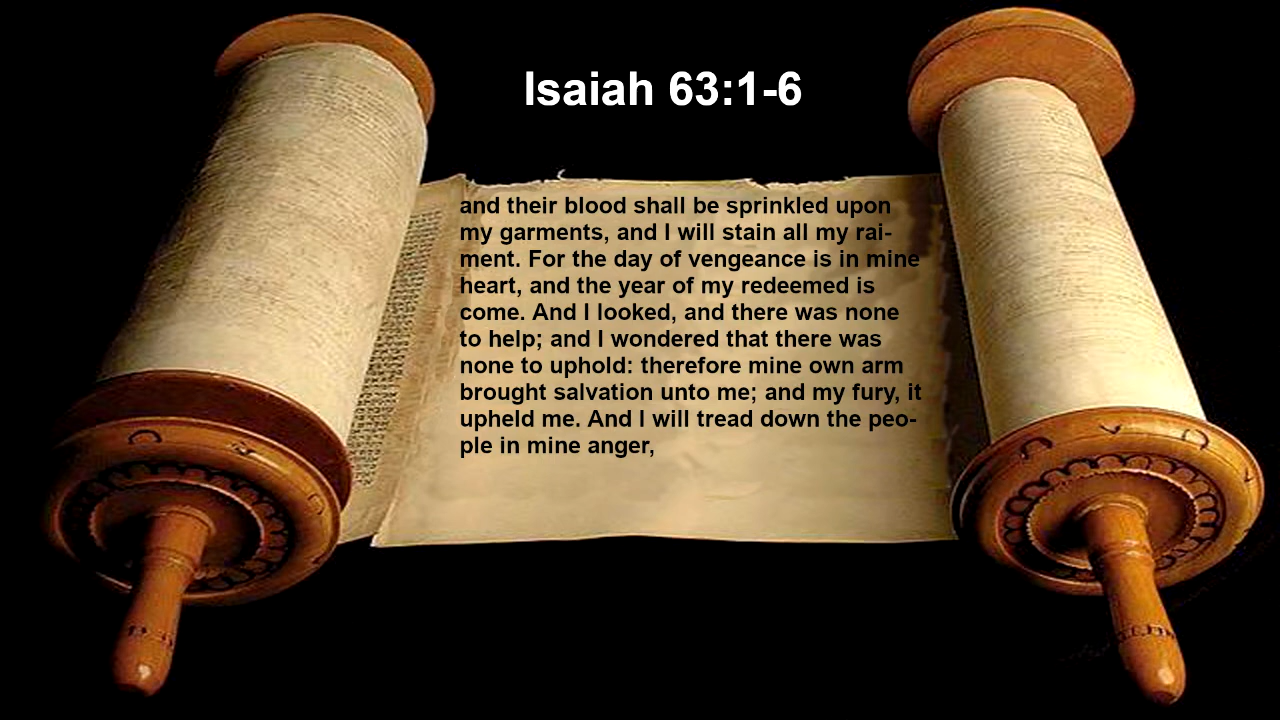 Isaiah 63:1-6
and their blood shall be sprinkled upon
my garments, and I will stain all my rai-
ment. For the day of vengeance is in mine
heart, and the year of my redeemed is
come. And I looked, and there was none
to help; and I wondered that there was
none to uphold: therefore mine own arm
brought salvation unto me; and my fury, it
upheld me. And I will tread down the peo-
ple in mine anger,